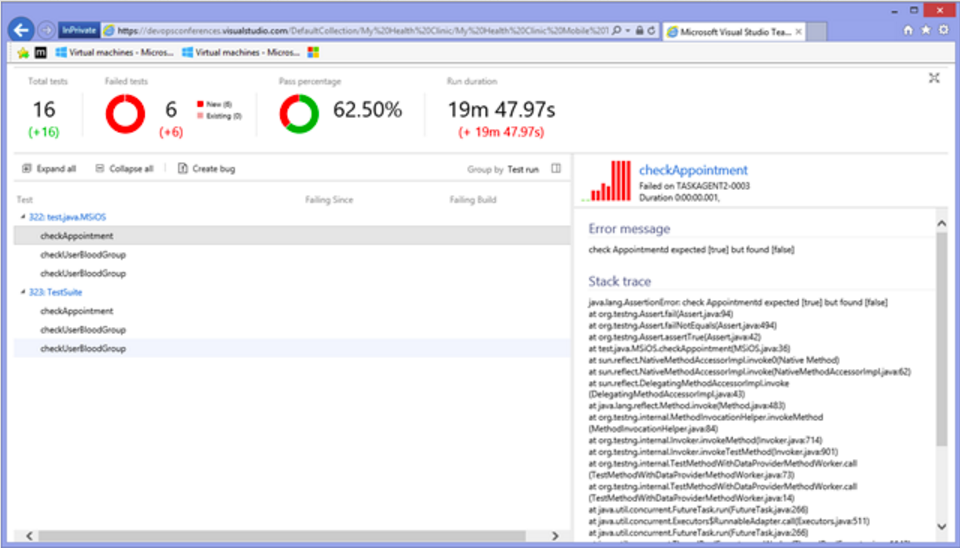 InPrivate
https://devopsconferences.visualstudio.com/DefaultCollection/My%20Health%20Clinic/My%20Health%20Clinic%20Mobile%201
Microsoft Visual Studio Tea...
Virtual machines - Micros...
Virtual machines - Micros...
Total tests
Failed tests
Pass percentage
Run duration
16
(+16)
6
(+6)
New (6)
Existing (0)
62.50%
19m 47.97s
(+ 19m 47.97s)
Expand all
Collapse all
Create bug
Group by Test run
Test
Failing Since
Failing Build
322: test.java.MSiOS
checkAppointment
checkUserBloodGroup
checkUserBloodGroup
323: TestSuite
checkAppointment
checkUserBloodGroup
checkUserBloodGroup
checkAppointment
Failed on TASKAGENT2-0003
Duration 0:00:00.001,
Error message
check Appointmentd expected [true] but found [false]
Stack trace
java.lang.AssertionError: check Appointmentd expected [true] but found [false]
at org.testng.Assert.fail(Assert.java:94)
at org.testng.Assert.failNotEquals(Assert.java:494)
at org.testng.Assert.assertTrue(Assert.java:42)
at test.java.MSiOS.checkAppointment(MSiOS.java:36)
at sun.reflect.NativeMethodAccessorImpl.invoke0(Native Method)
at sun.reflect.NativeMethodAccessorImpl.invoke(NativeMethodAccessorImpl.java:62)
at sun.reflect.DelegatingMethodAccessorImpl.invoke
(DelegatingMethodAccessorImpl.java:43)
at java.lang.reflect.Method.invoke(Method.java:483)
at org.testng.internal.MethodInvocationHelper.invokeMethod
(MethodInvocationHelper.java:84)
at org.testng.internal.Invoker.invokeMethod(Invoker.java:714)
at org.testng.internal.Invoker.invokeTestMethod(Invoker.java:901)
at org.testng.internal.TestMethodWithDataProviderMethodWorker.call
(TestMethodWithDataProviderMethodWorker.java:73)
at org.testng.internal.TestMethodWithDataProviderMethodWorker.call
(TestMethodWithDataProviderMethodWorker.java:14)
at java.util.concurrent.FutureTask.run(FutureTask.java:266)
at java.util.concurrent.Executors$RunnableAdapter.call(Executors.java:511)
at java.util.concurrent.FutureTask.run(FutureTask.java:266)